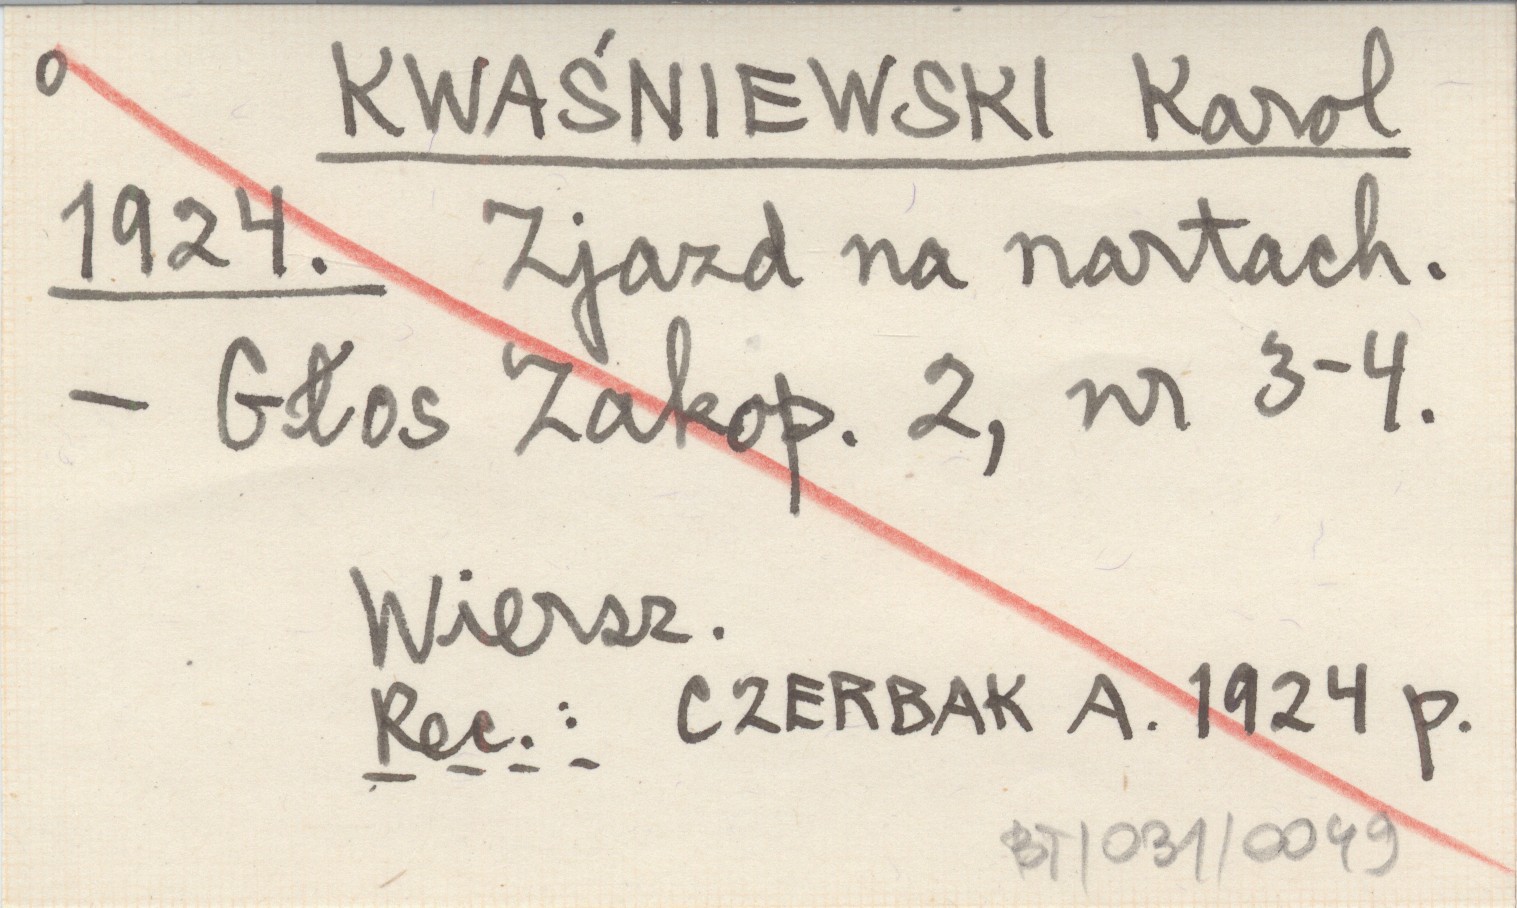 o KWAŚNIEWSKI Karol
1924. Zjazd na nartach.
- Głos Zakop. 2, nr 3-4.
Wiersz.
Rec.: CZERBAK A. 1924 p.
BT/031/0049